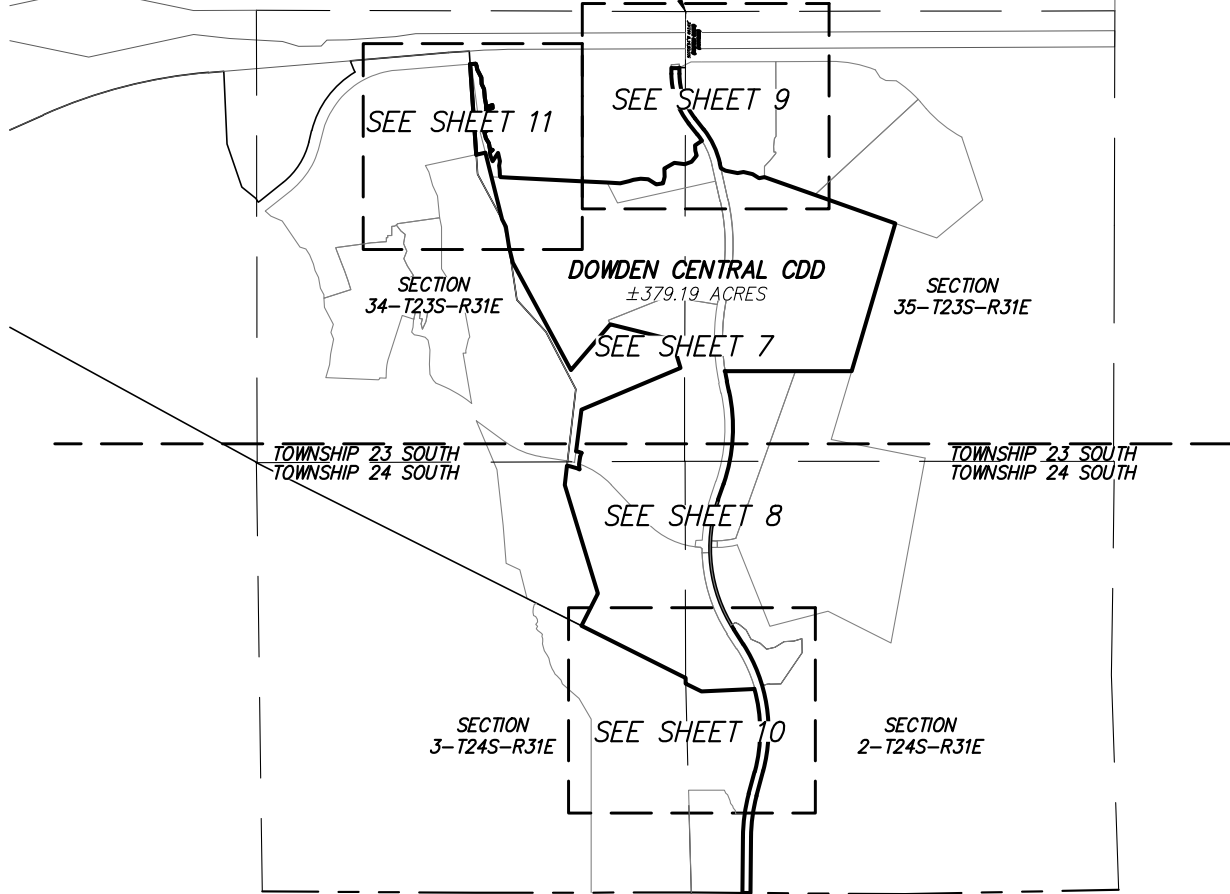 SEE SHEET 9
SEE SHEET 11
DOWDEN CENTRAL CDD
±379.19 ACRES
SECTION
34-T23S-R31E
SECTION
35-T23S-R31E
SEE SHEET 7
TOWNSHIP 23 SOUTH
TOWNSHIP 24 SOUTH
TOWNSHIP 23 SOUTH
TOWNSHIP 24 SOUTH
SEE SHEET 8
SECTION
3-T24S-R31E
SEE SHEET 10
SECTION
2-T24S-R31E